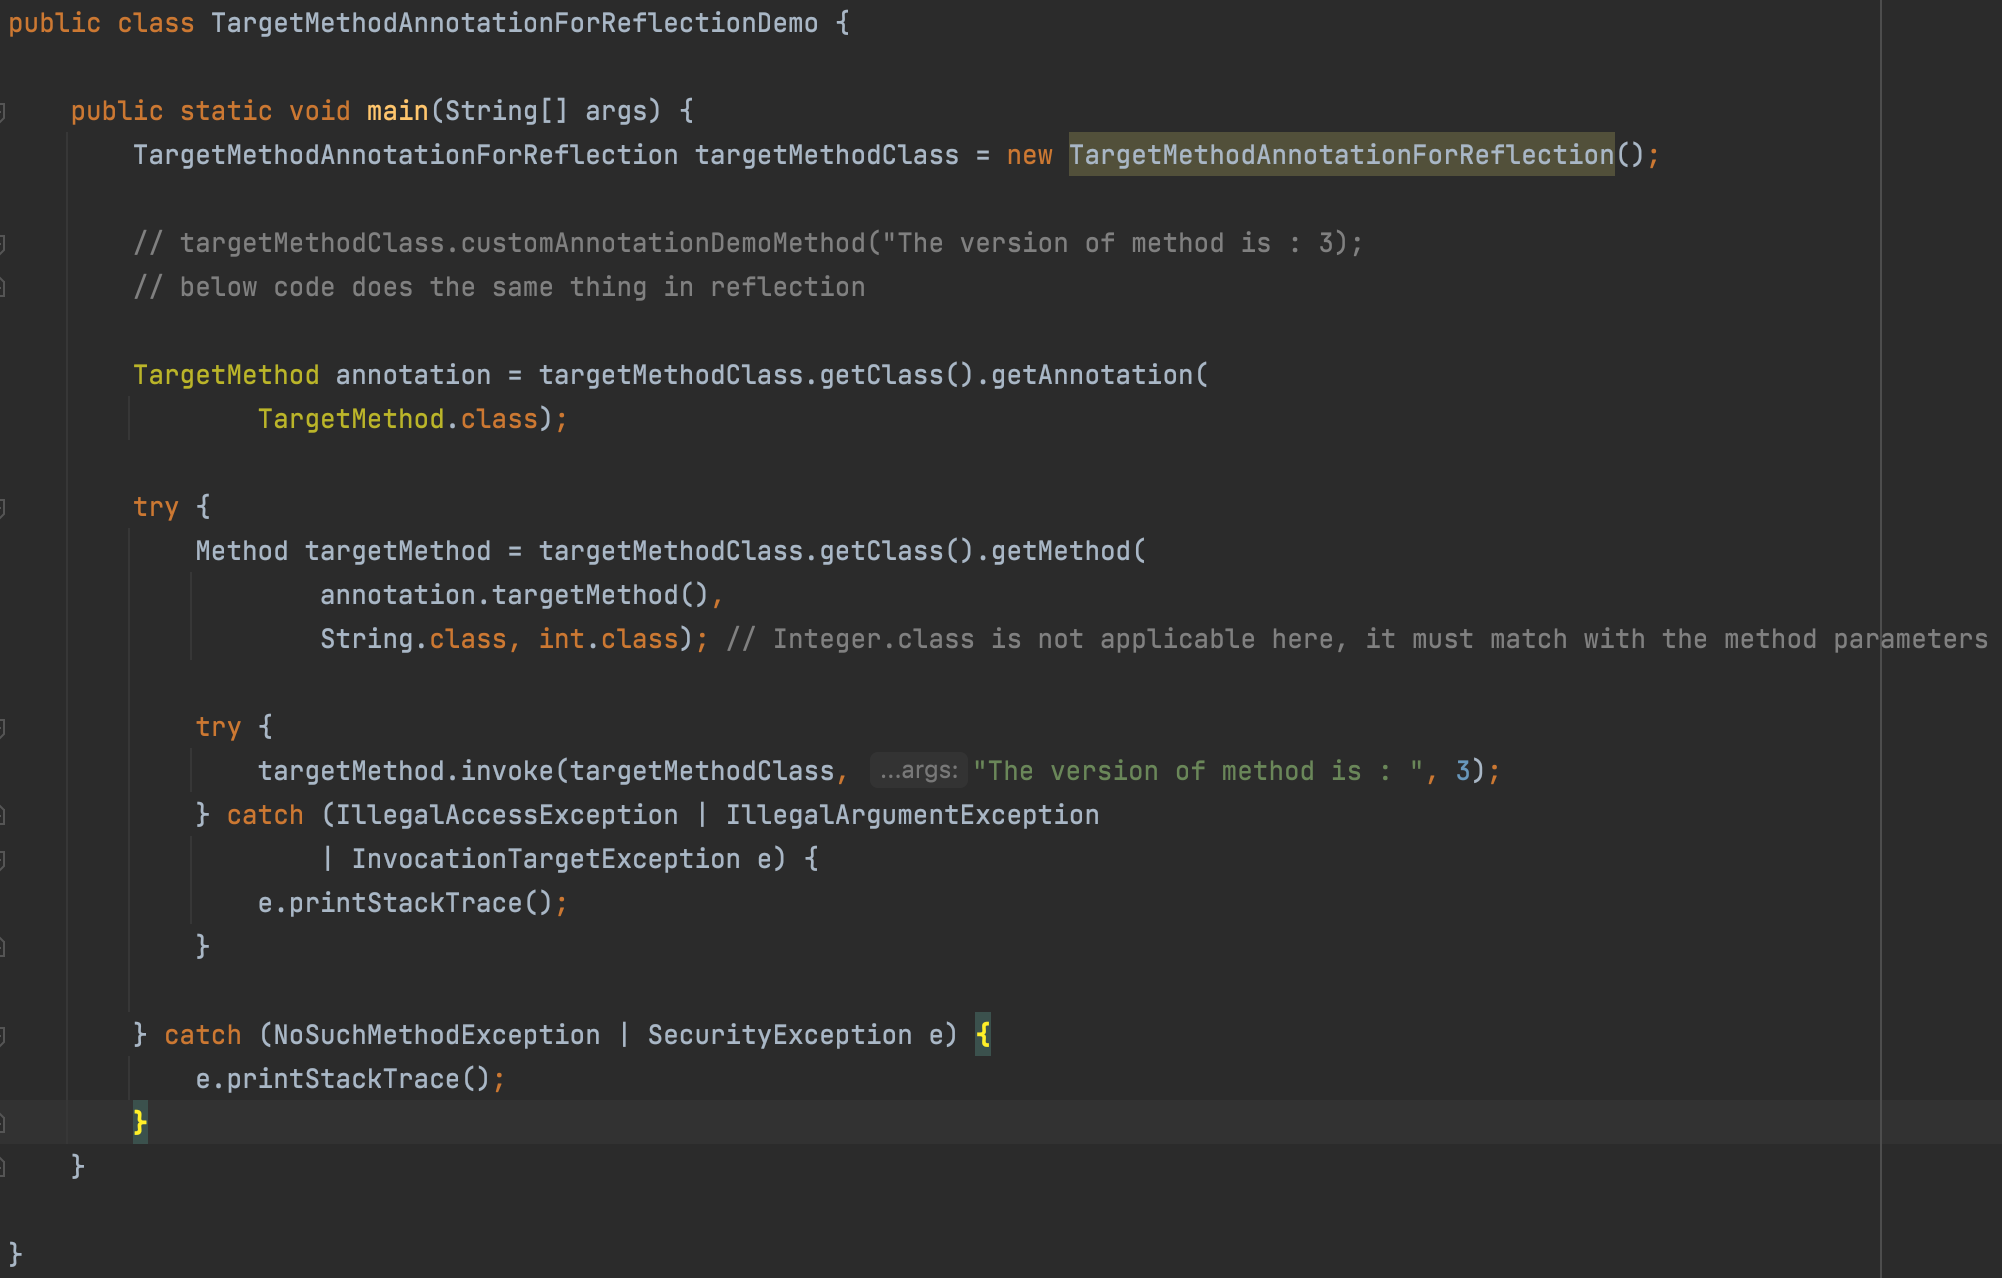 public class TargetMethodAnnotationForReflectionDemo {
public static void main(String[] args) {
TargetMethodAnnotationForReflection targetMethodClass = new TargetMethodAnnotationForReflection();
// targetMethodClass.customAnnotationDemoMethod("The version of method is : 3);
// below code does the same thing in reflection
TargetMethod annotation = targetMethodClass.getClass().getAnnotation(
TargetMethod.class);
try {
Method targetMethod = targetMethodClass.getClass().getMethod(
annotation.targetMethod(),
String.class, int.class); // Integer.class is not applicable here, it must match with the method parameters
try {
targetMethod.invoke(targetMethodClass, ...args: "The version of method is : ", 3);
} catch (IllegalAccessException | IllegalArgumentException
| InvocationTargetException e) {
e.printStackTrace();
}
} catch (NoSuchMethodException | SecurityException e) {
e.printStackTrace();
}
}
}